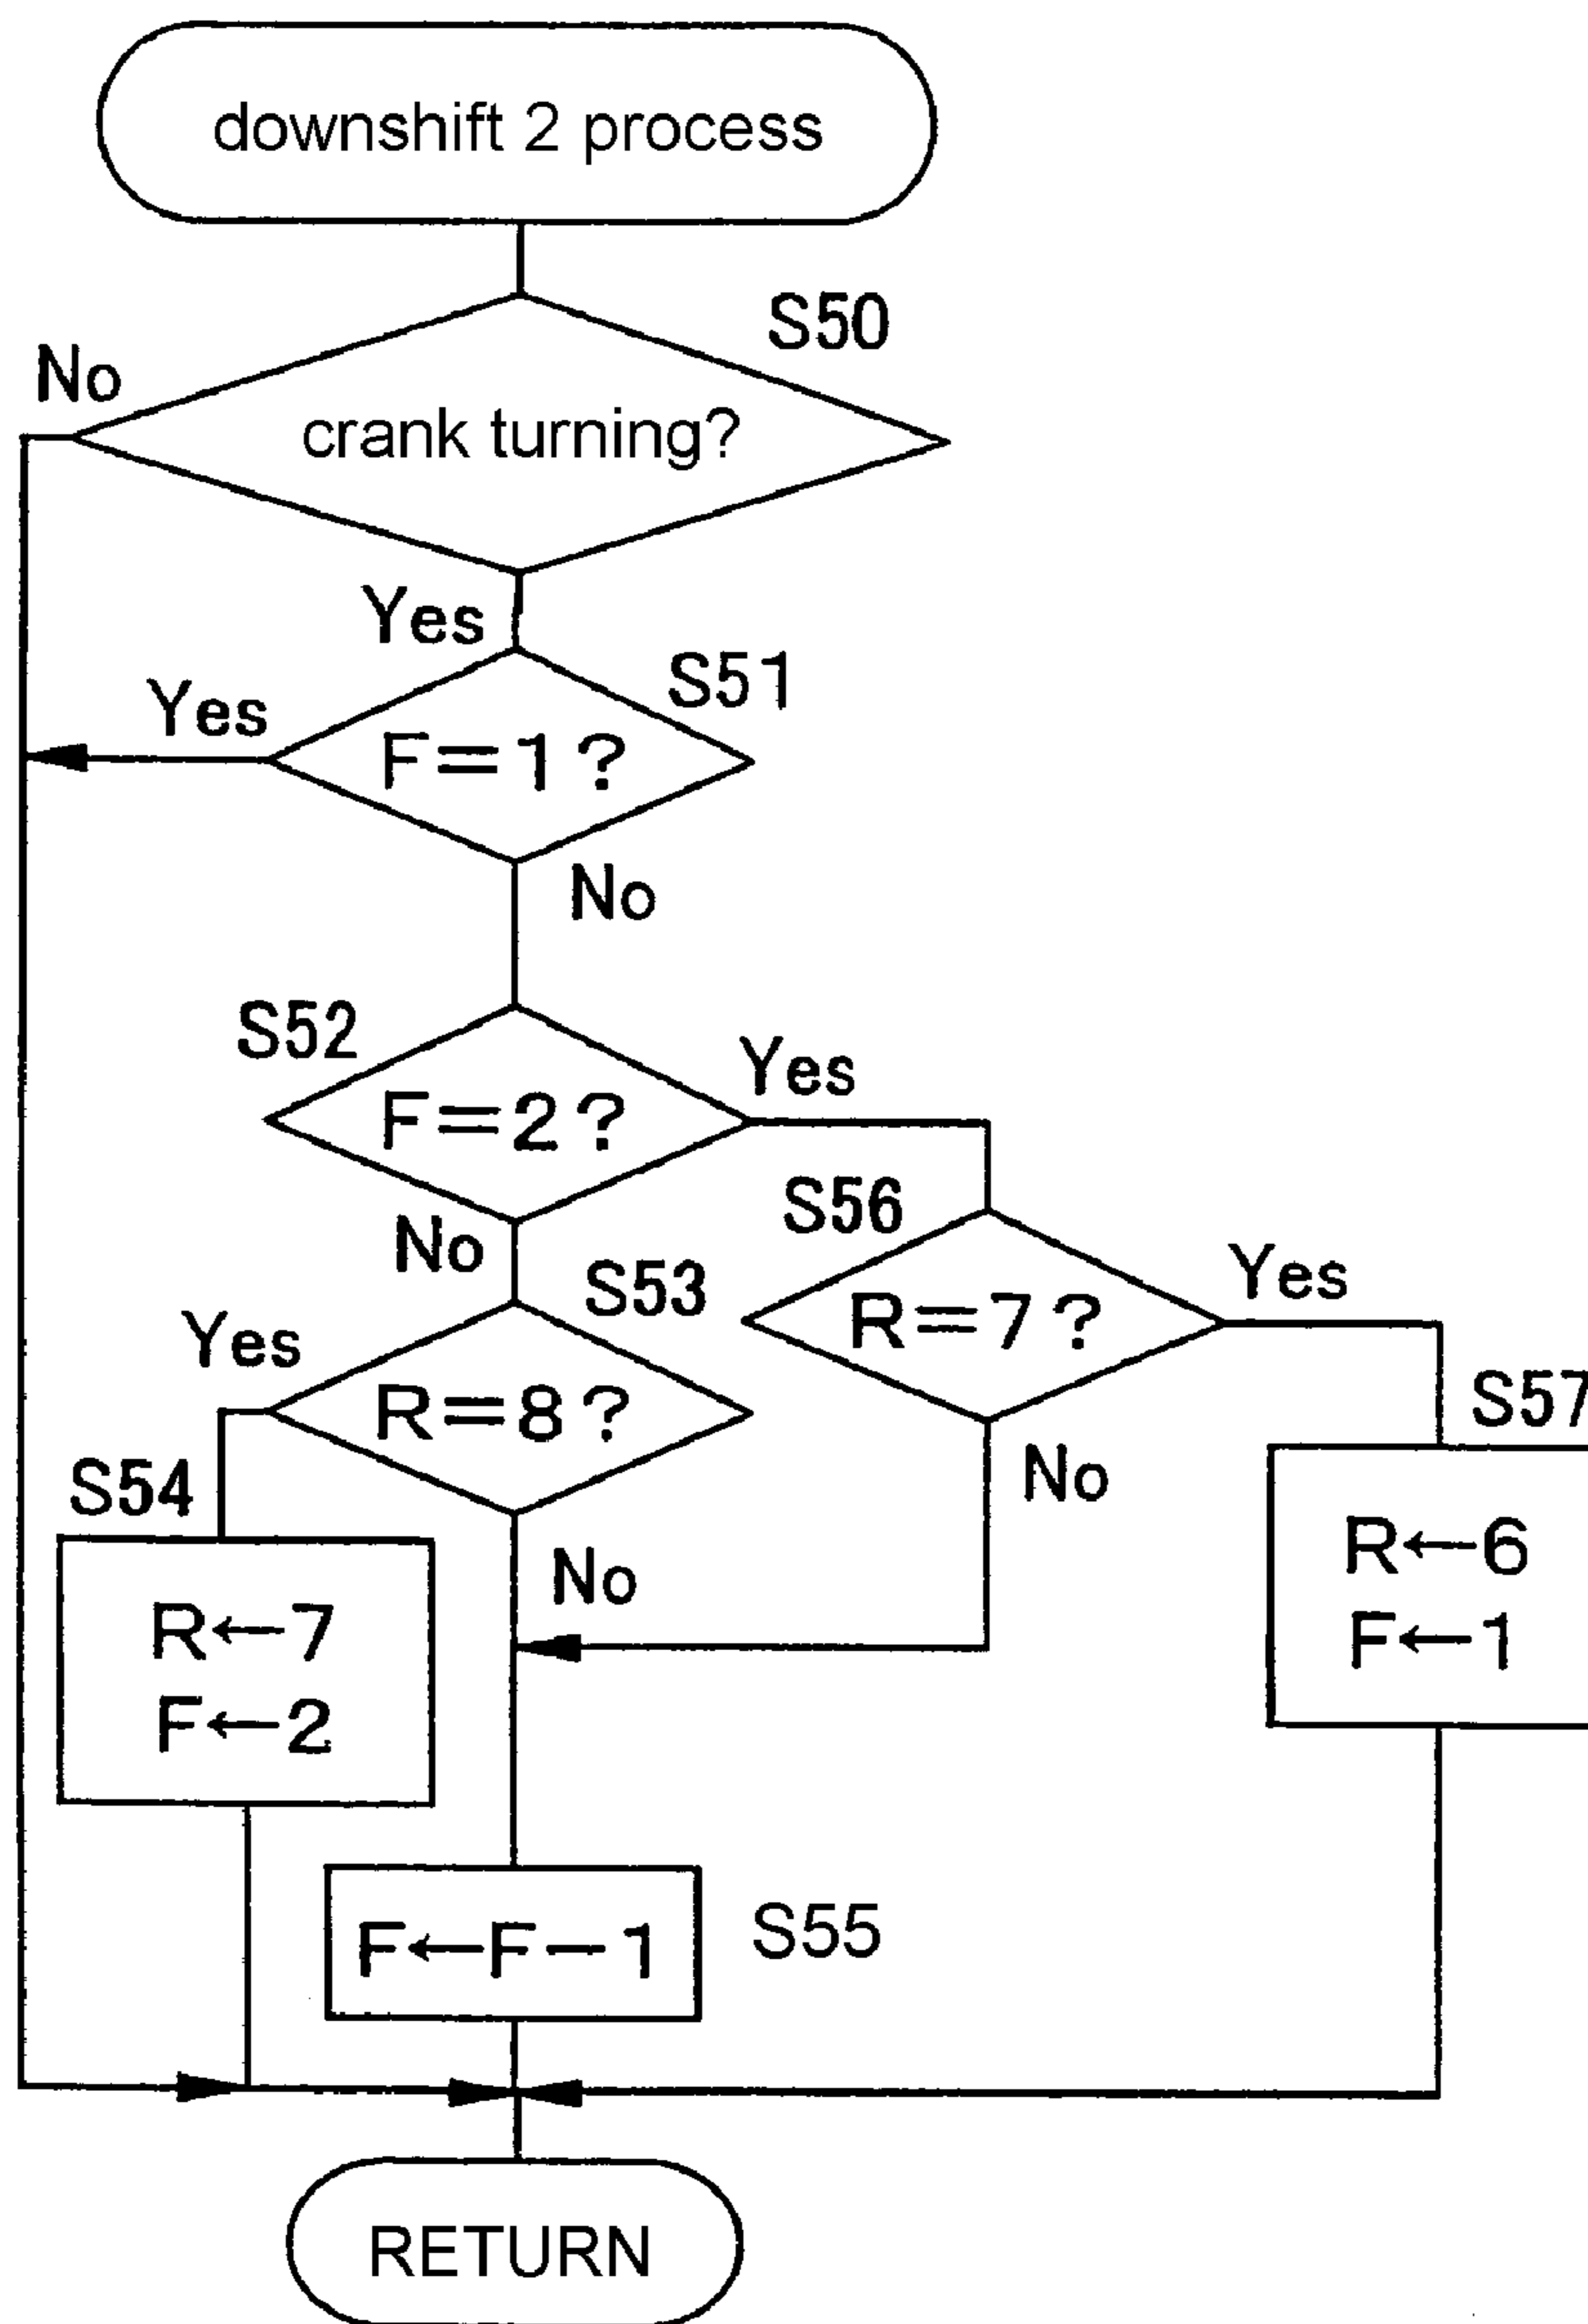 downshift 2 process
S50
No
crank turning?
Yes
S51
Yes
F=1?
No
S52
Yes
F=2?
S56
No
S53
Yes
R=7?
Yes
R=8?
S57
No
S54
R←6
No
R←7
F←1
F←2
F←F−1
S55
RETURN